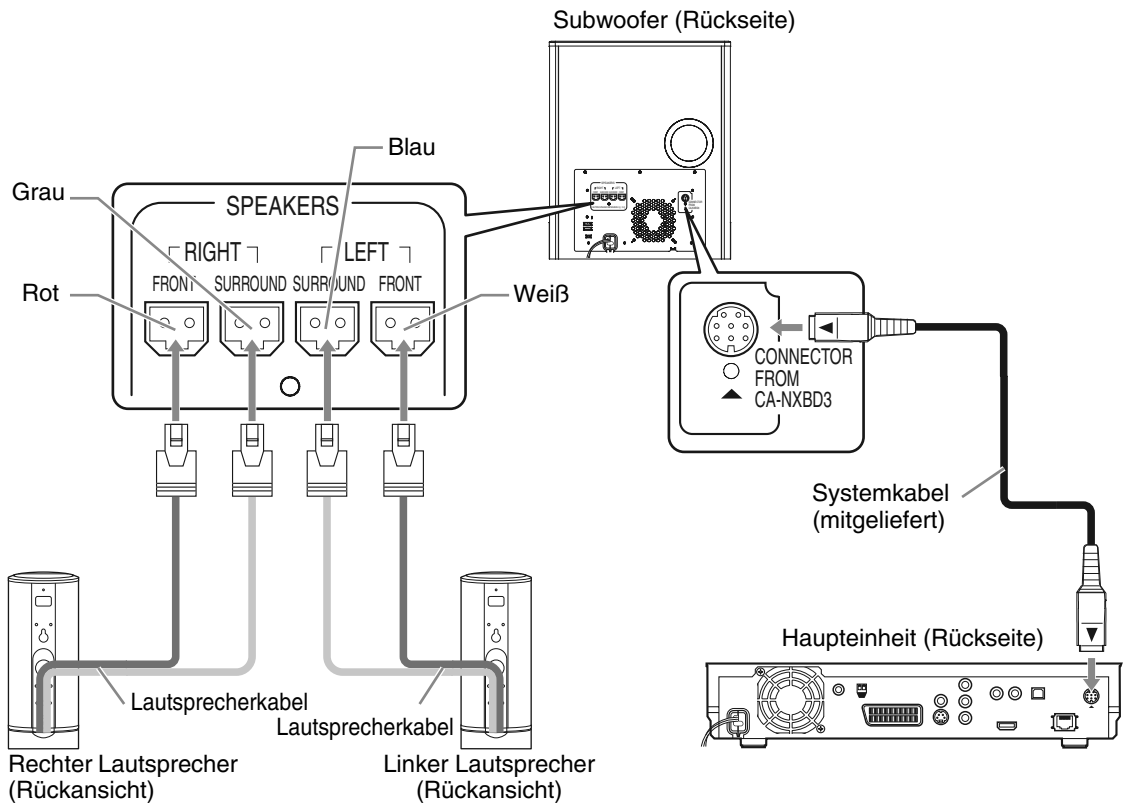 Subwoofer (Rückseite)
Blau
Grau
SPEAKERS
RIGHT LEFT
FRONT SURROUND SURROUND FRONT
Rot
Weiß
CONNECTOR
FROM
CA-NXBD3
Systemkabel
(mitgeliefert)
Haupteinheit (Rückseite)
Lautsprecherkabel
Lautsprecherkabel
Rechter Lautsprecher
(Rückansicht)
Linker Lautsprecher
(Rückansicht)